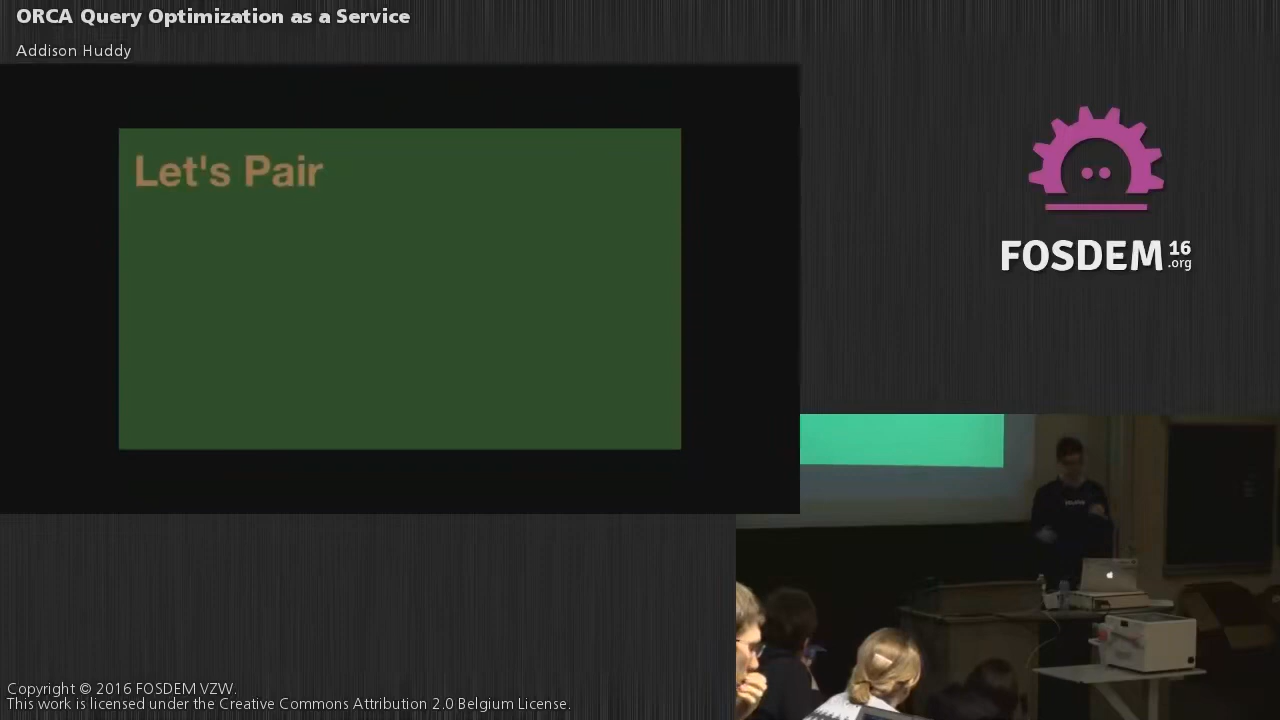 ORCA Query Optimization as a Service
Addison Huddy
Let's Pair
FOSDEM 16
.org
Copyright © 2016 FOSDEM VZW.
This work is licensed under the Creative Commons Attribution 2.0 Belgium License.